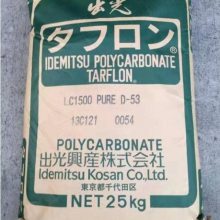 出光
タフロン®
IDEMITSU POLYCARBONATE
TARFLON®
LC1500 PURE D-53
13C121 0054
POLYCARBONATE
出光興産株式会社
Idemitsu Kosan Co.,Ltd.
東京都千代田区
NET 25kg